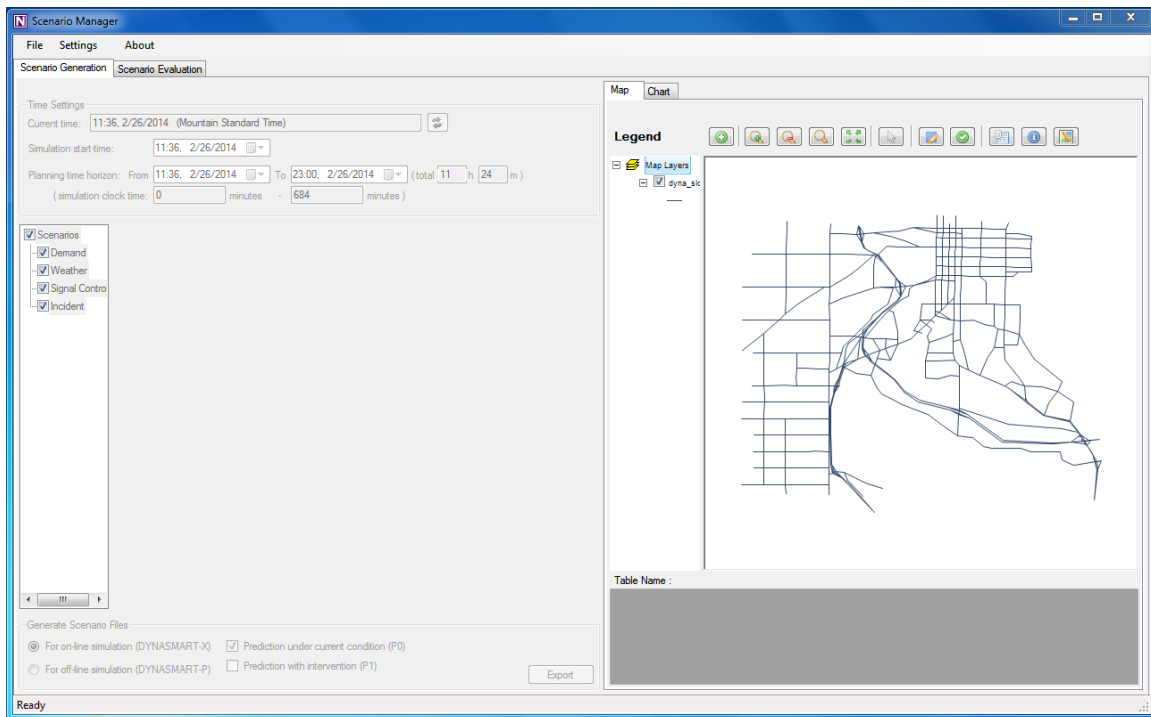 N Scenario Manager
File Settings About
Scenario Generation Scenario Evaluation
Time Settings
Current time: 11:36, 2/26/2014 (Mountain Standard Time)
Simulation start-time: 11:36, 2/26/2014
Planning time horizon: From 11:36, 2/26/2014 To 23:00, 2/26/2014 (total 11 h 24 m )
( simulation clock time: 0 minutes - 684 minutes )
Scenarios
Demand
Weather
Signal Contro
Incident
Generate Scenario Files
For on-line simulation (DYNASMART-X) Prediction under current condition (P0)
For off-line simulation (DYNASMART-P) Prediction with intervention (P1)
Export
Map Chart
Legend
Map Layers
dyna_slc
Table Name :
Ready